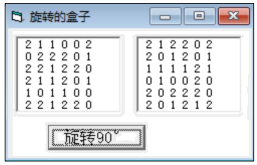 旋转的盒子
2 1 1 0 0 2
0 2 2 2 0 1
2 2 1 2 2 0
2 1 1 2 0 1
1 0 1 1 0 0
2 2 1 2 2 0
2 1 2 2 0 2
2 0 1 2 0 1
1 1 1 1 2 1
0 1 0 0 2 0
2 0 2 2 0 0
2 0 1 2 1 2
旋转90°